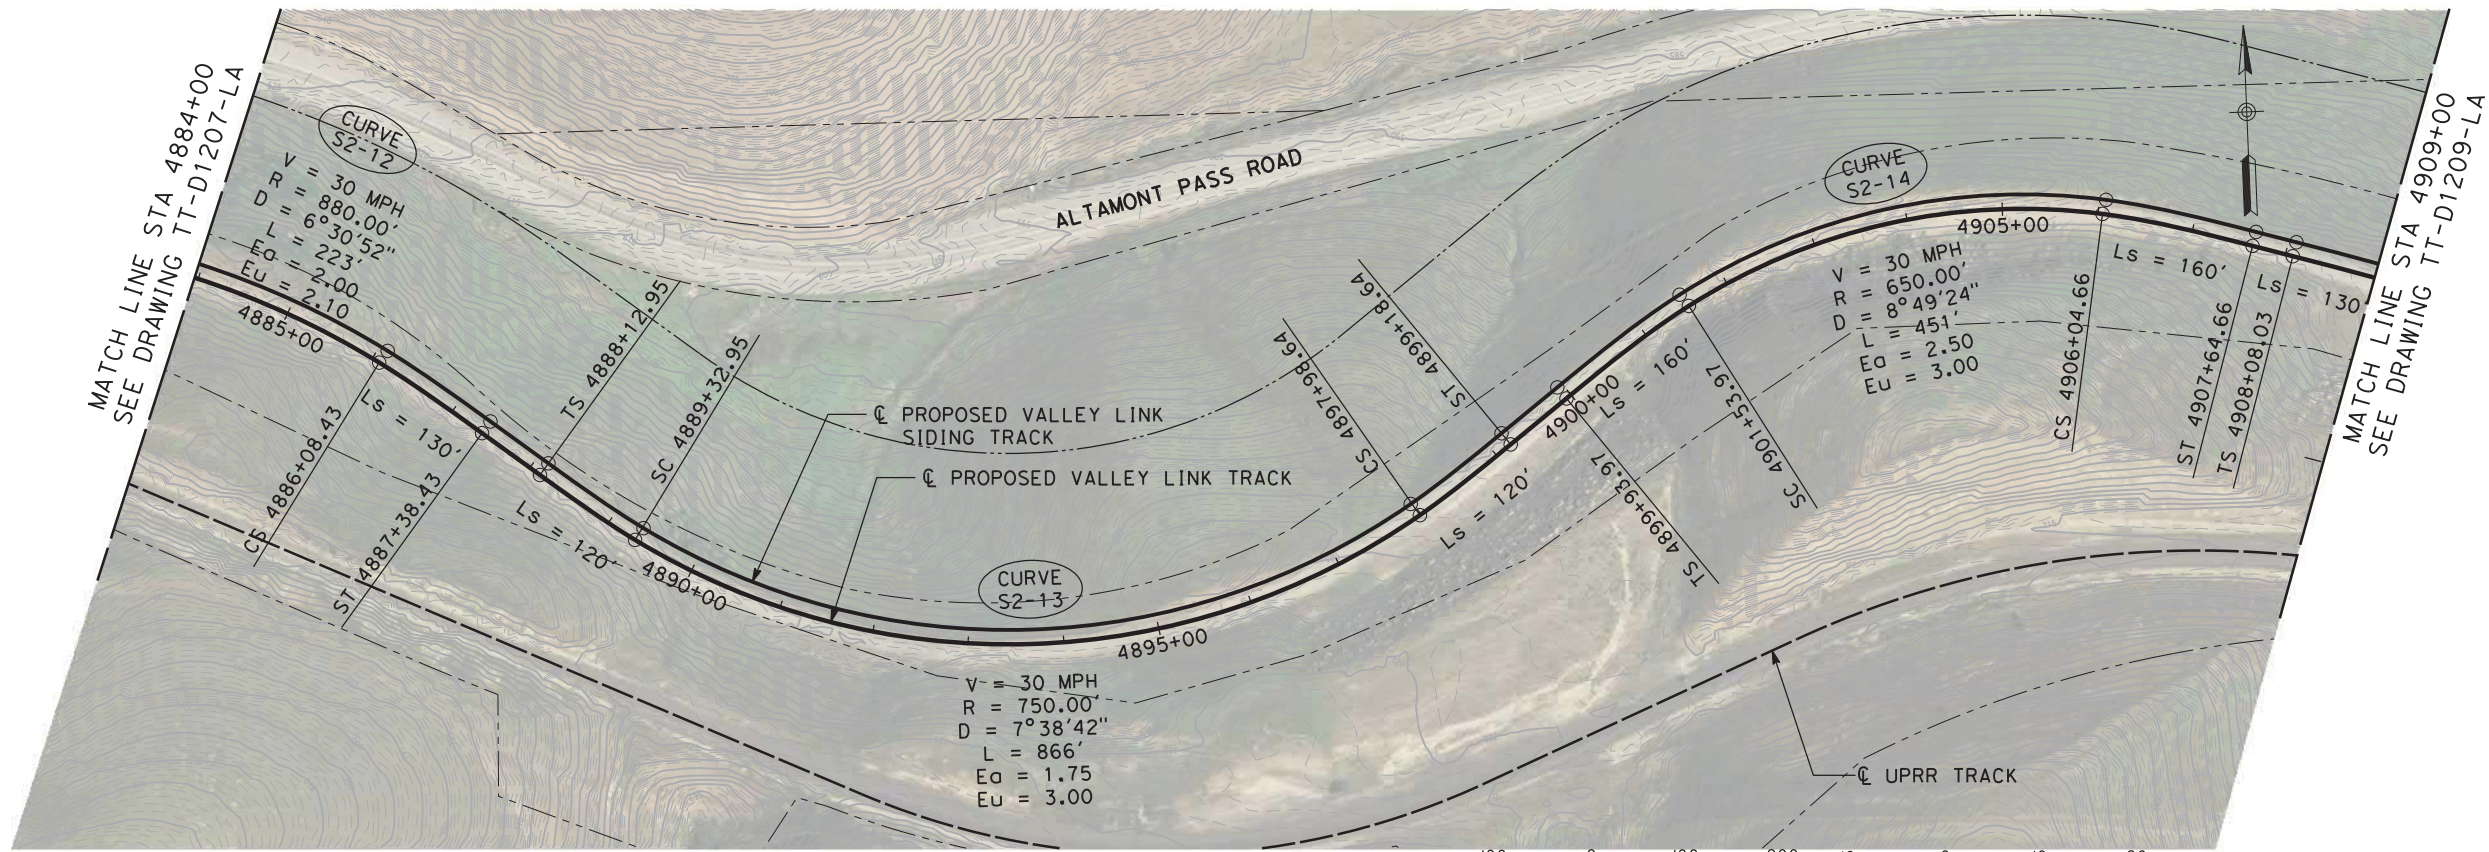 MATCH LINE STA 4884+00
SEE DRAWING TT-D1207-LA
CURVE
S2-12
V = 30 MPH
R = 880.00'
D = 6°30'52"
L = 223'
Ea = 2.00
Eu = 2.10
4885+00
CS 4886+08.43
Ls = 130'
ST 4887+38.43
TS 4888+12.95
Ls = 120'
SC 4889+32.95
4890+00
℄ PROPOSED VALLEY LINK
SIDING TRACK
℄ PROPOSED VALLEY LINK TRACK
CURVE
S2-13
V = 30 MPH
R = 750.00'
D = 7°38'42"
L = 866'
Ea = 1.75
Eu = 3.00
4895+00
ALTAMONT PASS ROAD
CS 4897+98.64
Ls = 120'
ST 4899+18.64
TS 4899+93.97
4900+00
Ls = 160'
SC 4901+53.97
CURVE
S2-14
V = 30 MPH
R = 650.00'
D = 8°49'24"
L = 451'
Ea = 2.50
Eu = 3.00
4905+00
CS 4906+04.66
Ls = 160'
ST 4907+64.66
TS 4908+08.03
Ls = 130
℄ UPRR TRACK
MATCH LINE STA 4909+00
SEE DRAWING TT-D1209-LA